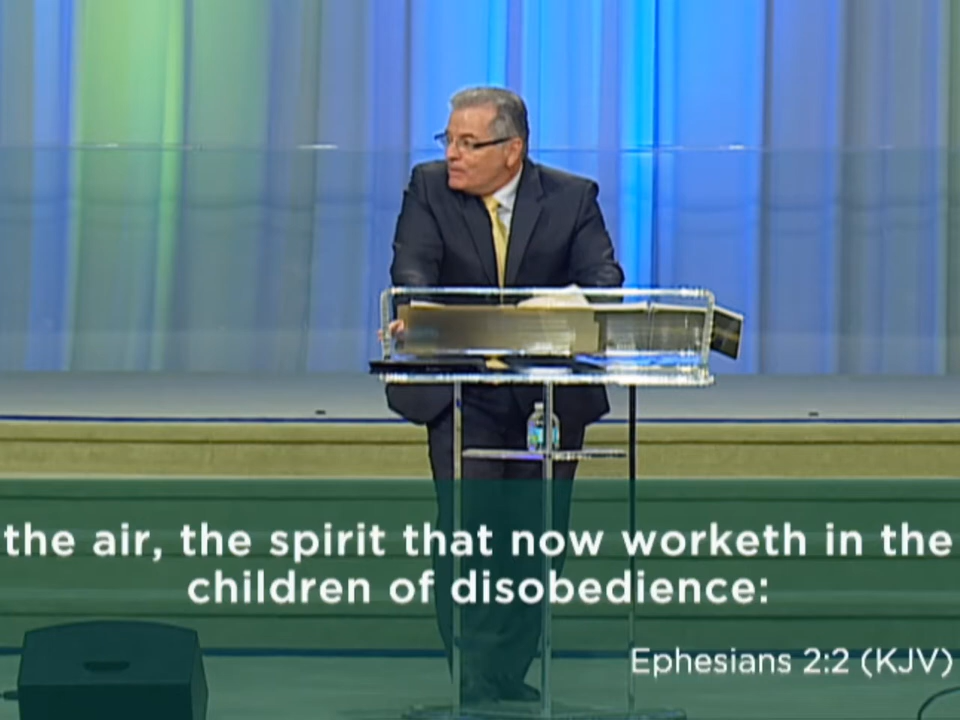 the air, the spirit that now worketh in the
children of disobedience:
Ephesians 2:2 (KJV)